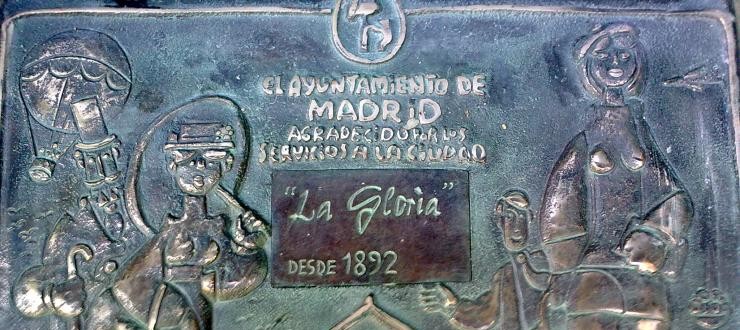 EL AYUNTAMIENTO DE
MADRID
AGRADECIDO POR LOS
SERVICIOS A LA CIUDAD
"La Gloria"
DESDE 1892